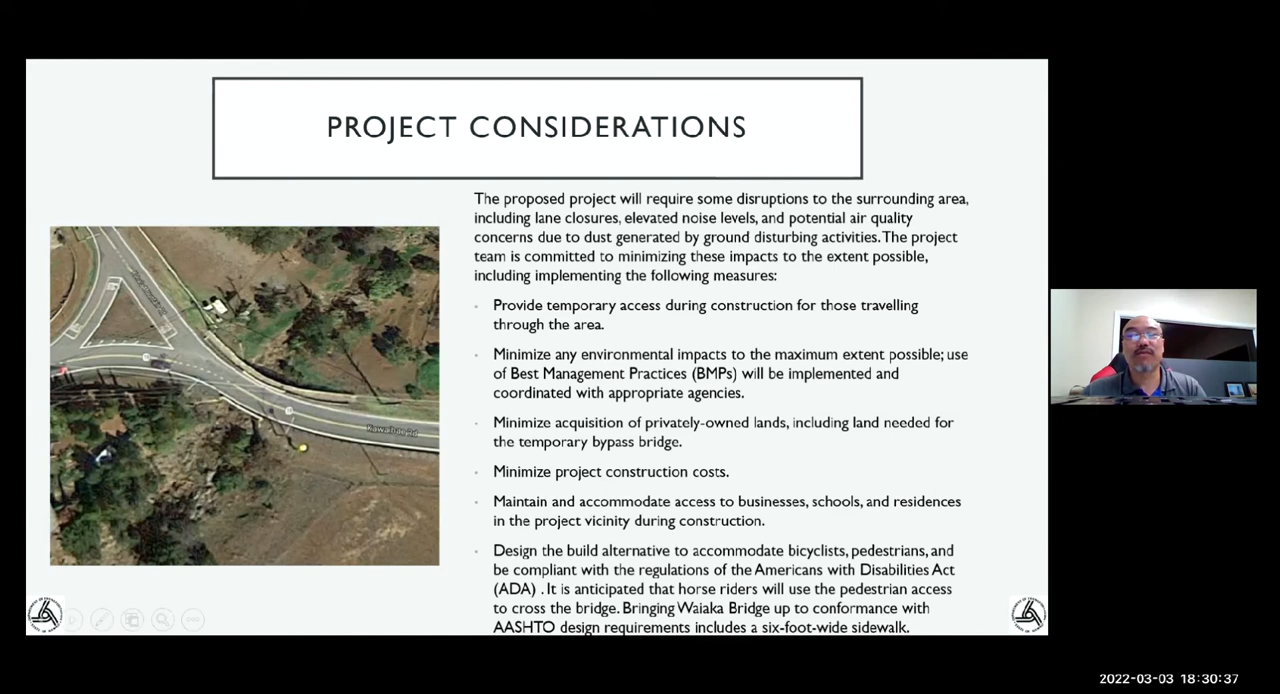 PROJECT CONSIDERATIONS
The proposed project will require some disruptions to the surrounding area,
including lane closures, elevated noise levels, and potential air quality
concerns due to dust generated by ground disturbing activities. The project
team is committed to minimizing these impacts to the extent possible,
including implementing the following measures:
Provide temporary access during construction for those travelling
through the area.
Minimize any environmental impacts to the maximum extent possible; use
of Best Management Practices (BMPs) will be implemented and
coordinated with appropriate agencies.
Minimize acquisition of privately-owned lands, including land needed for
the temporary bypass bridge.
Minimize project construction costs.
Maintain and accommodate access to businesses, schools, and residences
in the project vicinity during construction.
Design the build alternative to accommodate bicyclists, pedestrians, and
be compliant with the regulations of the Americans with Disabilities Act
(ADA) . It is anticipated that horse riders will use the pedestrian access
to cross the bridge. Bringing Waiaka Bridge up to conformance with
AASHTO design requirements includes a six-foot-wide sidewalk.
Kawaihae Rd
2022-03-03 18:30:37